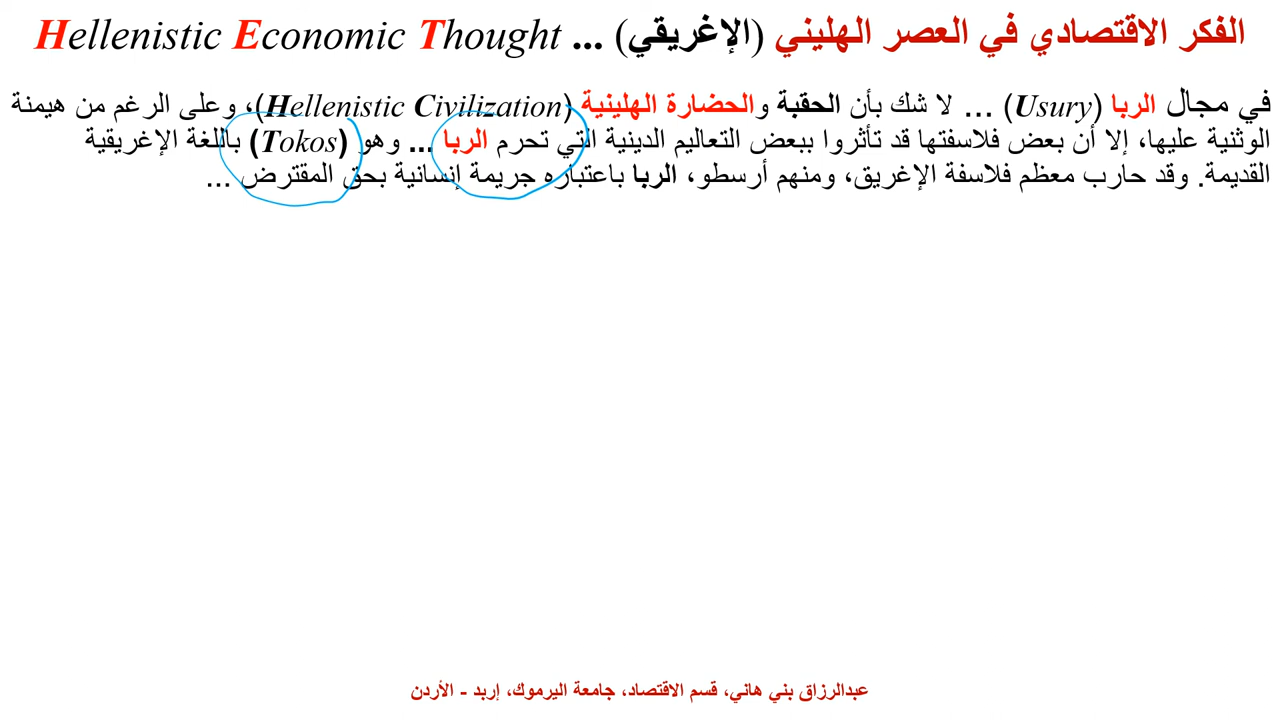 الفكر الاقتصادي في العصر الهليني (الإغريقي) ... Hellenistic Economic Thought
في مجال الربا (Usury) ... لا شك بأن الحقبة والحضارة الهلينية (Hellenistic Civilization)، وعلى الرغم من هيمنة
الوثنية عليها، إلا أن بعض فلاسفتها قد تأثروا ببعض التعاليم الدينية التي تحرم الربا ... وهو (Tokos) باللغة الإغريقية
القديمة. وقد حارب معظم فلاسفة الإغريق، ومنهم أرسطو، الربا باعتباره جريمة إنسانية بحق المقترض ...
عبدالرزاق بني هاني، قسم الاقتصاد، جامعة اليرموك، إربد - الأردن